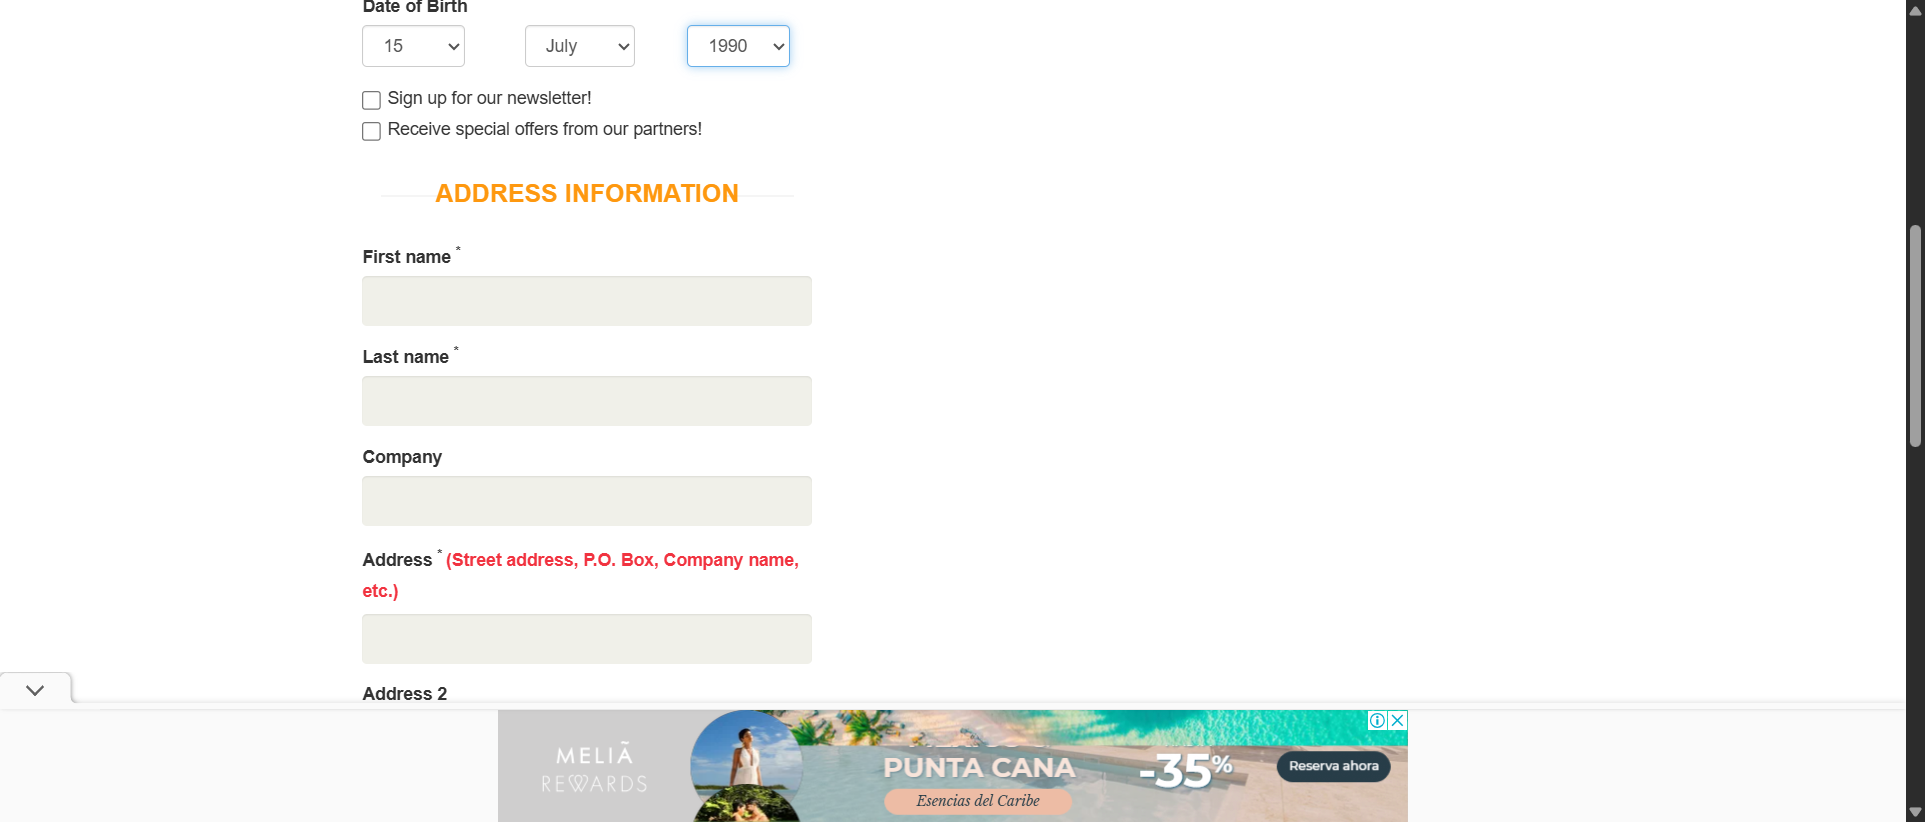 Date of Birth
15 July 1990
Sign up for our newsletter!
Receive special offers from our partners!
ADDRESS INFORMATION
First name *
Last name *
Company
Address * (Street address, P.O. Box, Company name,
etc.)
Address 2
MELIÃ
REWARDS
PUNTA CANA
Esencias del Caribe
-35%
Reserva ahora